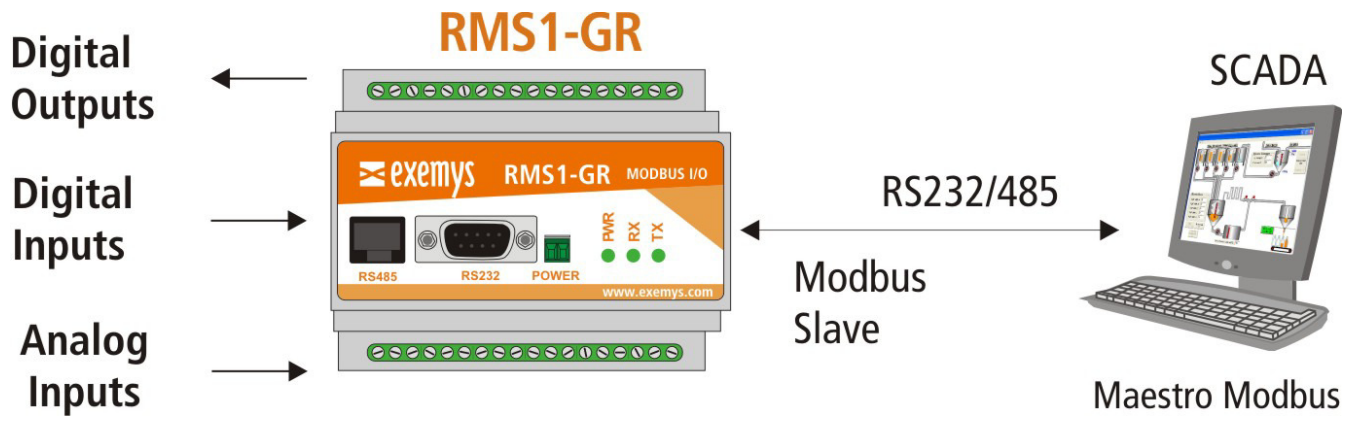 RMS1-GR
Digital
Outputs
Digital
Inputs
Analog
Inputs
exemys
RMS1-GR MODBUS I/O
PWR
RX
TX
RS485
RS232
POWER
www.exemys.com
RS232/485
Modbus
Slave
SCADA
Maestro Modbus